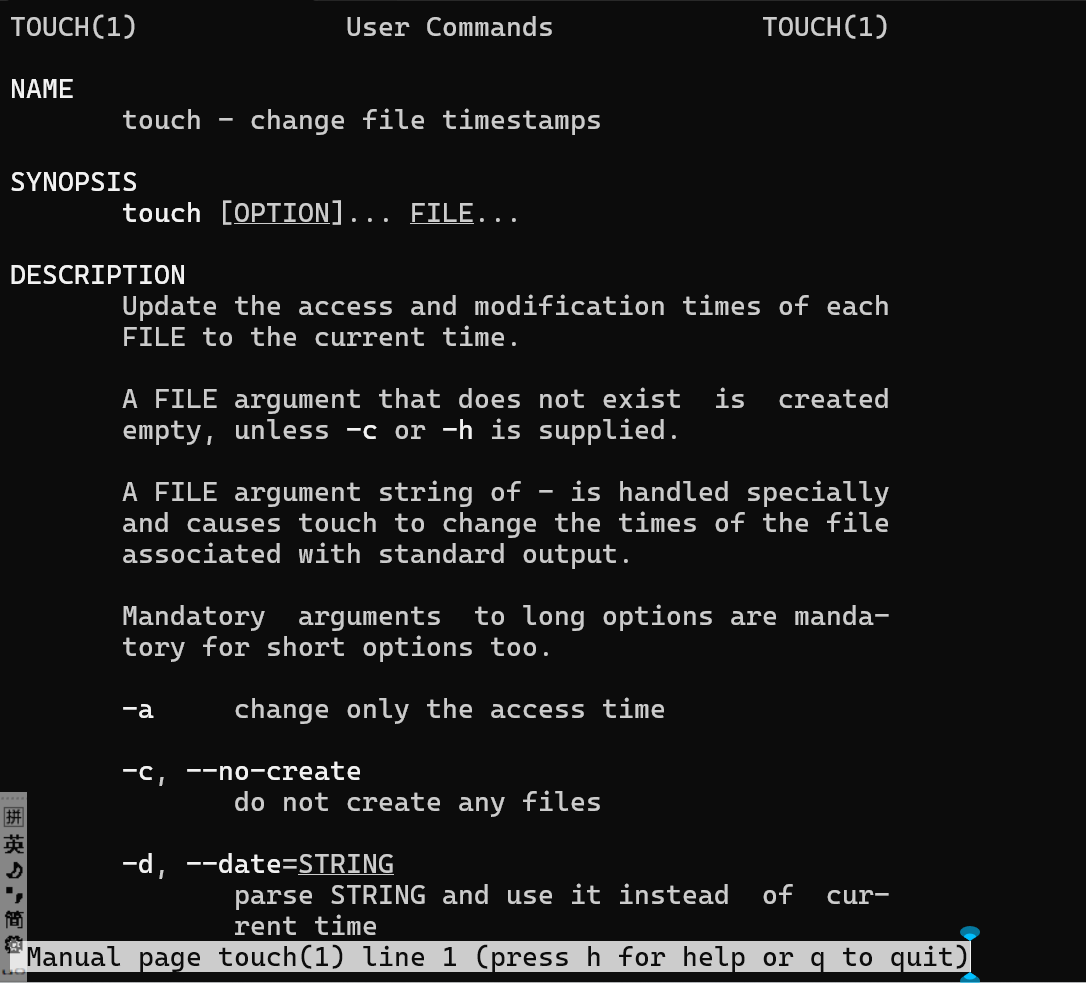 TOUCH(1) User Commands TOUCH(1)
NAME
touch - change file timestamps
SYNOPSIS
touch [OPTION]... FILE...
DESCRIPTION
Update the access and modification times of each
FILE to the current time.
A FILE argument that does not exist is created
empty, unless -c or -h is supplied.
A FILE argument string of - is handled specially
and causes touch to change the times of the file
associated with standard output.
Mandatory arguments to long options are manda-
tory for short options too.
-a change only the access time
-c, --no-create
do not create any files
-d, --date=STRING
parse STRING and use it instead of cur-
rent time
Manual page touch(1) line 1 (press h for help or q to quit)
拼
英
简